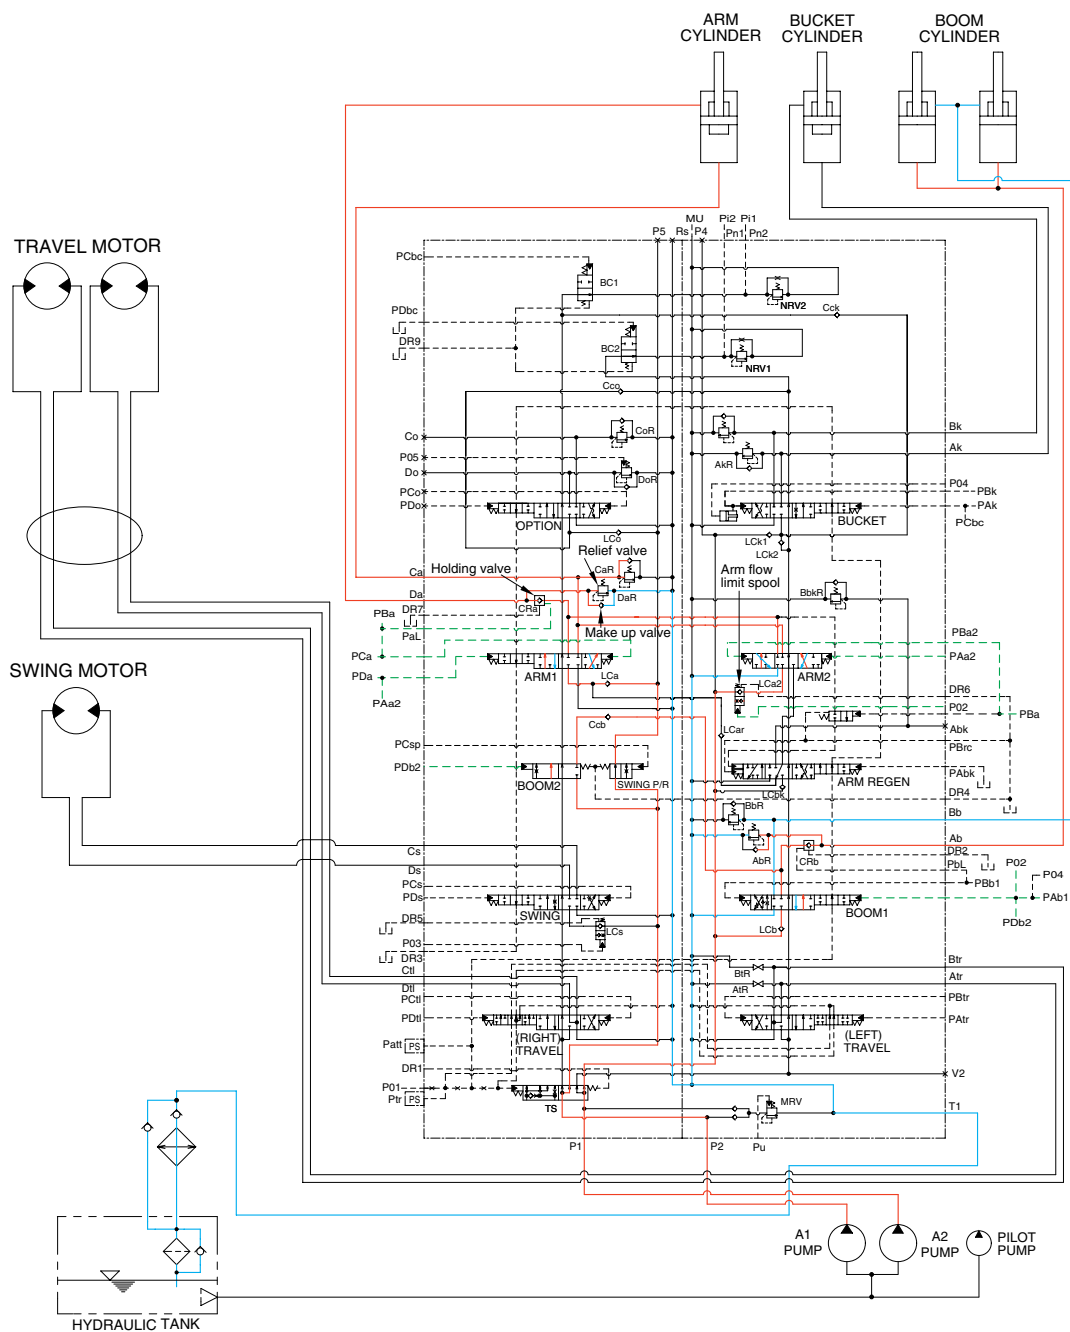 ARM
CYLINDER
BUCKET
CYLINDER
BOOM
CYLINDER
TRAVEL MOTOR
SWING MOTOR
MU
Pi2
Pi1
P5
Rs
P4
Pn1
Pn2
PCbc
BC1
NRV2
PDbc
Cck
DR9
BC2
NRV1
Cco
Co
CoR
Bk
P05
AkR
Ak
Do
DoR
P04
PCo
PBk
PDo
PAk
OPTION
BUCKET
PCbc
LCo
LCk1
LCk2
Relief valve
Arm flow
limit spool
Holding valve
CaR
Ca
Da
DaR
BbkR
PBa
DR7
CRa
PaL
Make up valve
PBa2
PCa
PAa2
PDa
ARM1
LCa
LCa2
ARM2
DR6
PAa2
P02
PBa
Ccb
LCar
Abk
PCsp
PBrc
PDb2
PAbk
BOOM2
SWING P/R
ARM REGEN
LCbk
DR4
BbR
Bb
Ab
Cs
AbR
CRb
DR2
Ds
PbL
P02
PCs
PBb1
P04
PDs
PAb1
SWING
BOOM1
DR5
PDb2
LCs
LCb
P03
DR3
Btr
Ctl
BtR
Atr
Dtl
AtR
PCtl
PBtr
PDtl
PAtr
(RIGHT)
TRAVEL
(LEFT)
TRAVEL
Patt
PS
DR1
V2
P01
Ptr
PS
TS
MRV
T1
P1
P2
Pu
A1
PUMP
A2
PUMP
PILOT
PUMP
HYDRAULIC TANK